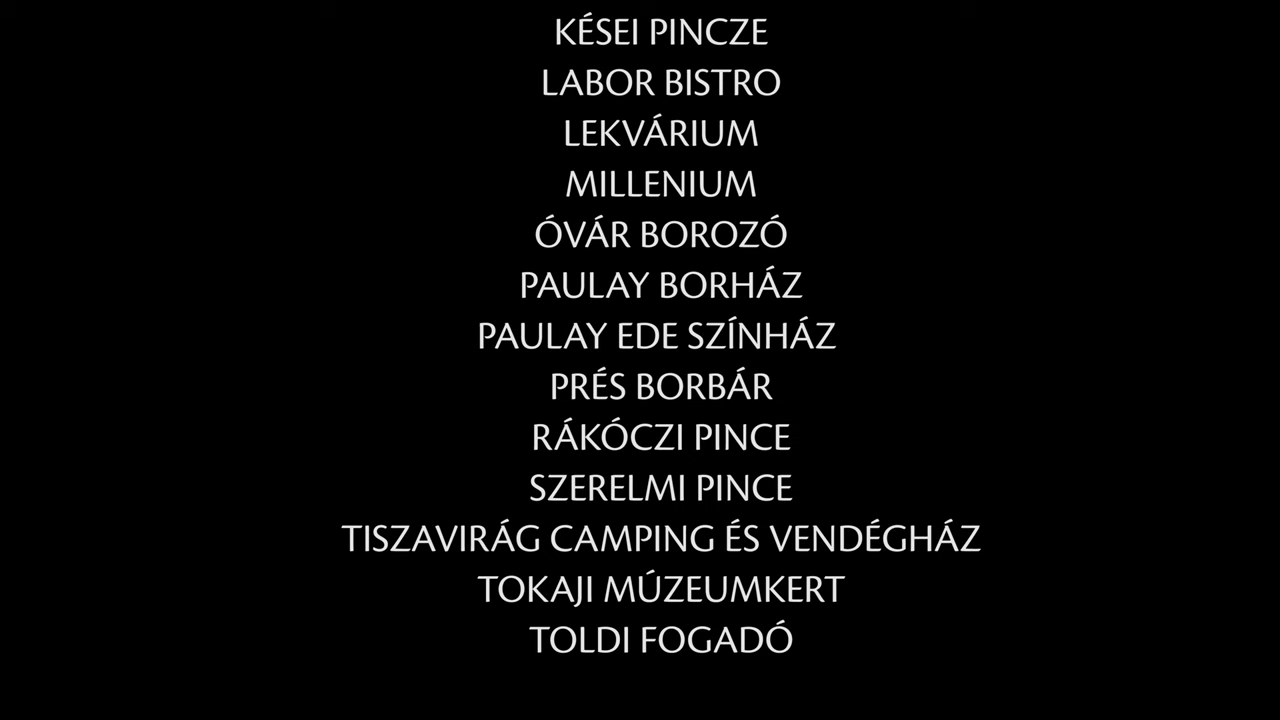 KÉSEI PINCZE
LABOR BISTRO
LEKVÁRIUM
MILLENIUM
ÓVÁR BOROZÓ
PAULAY BORHÁZ
PAULAY EDE SZÍNHÁZ
PRÉS BORBÁR
RÁKÓCZI PINCE
SZERELMI PINCE
TISZAVIRÁG CAMPING ÉS VENDÉGHÁZ
TOKAJI MÚZEUMKERT
TOLDI FOGADÓ